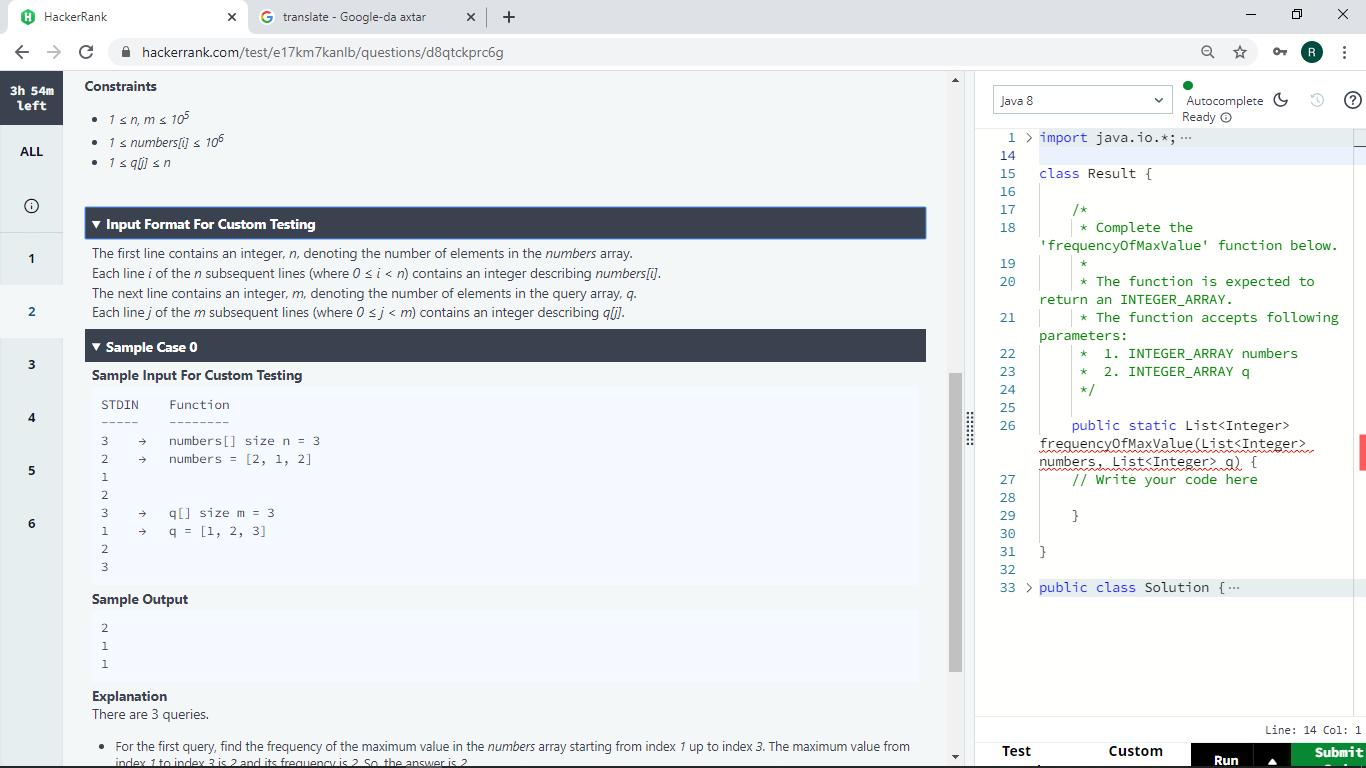 HackerRank
translate - Google-da axtar
hackerrank.com/test/e17km7kanlb/questions/d8qtckprc6g
R
3h 54m
left
ALL
1
2
3
4
5
6
Constraints
• 1 ≤ n, m ≤ 10⁵
• 1 ≤ numbers[i] ≤ 10⁶
• 1 ≤ q[j] ≤ n
▼ Input Format For Custom Testing
The first line contains an integer, n, denoting the number of elements in the numbers array.
Each line i of the n subsequent lines (where 0 ≤ i < n) contains an integer describing numbers[i].
The next line contains an integer, m, denoting the number of elements in the query array, q.
Each line j of the m subsequent lines (where 0 ≤ j < m) contains an integer describing q[j].
▼ Sample Case 0
Sample Input For Custom Testing
STDIN Function
----- --------
3 → numbers[] size n = 3
2 → numbers = [2, 1, 2]
1
2
3 → q[] size m = 3
1 → q = [1, 2, 3]
2
3
Sample Output
2
1
1
Explanation
There are 3 queries.
• For the first query, find the frequency of the maximum value in the numbers array starting from index 1 up to index 3. The maximum value from
index 1 to index 3 is 2 and its frequency is 2. So, the answer is 2.
Java 8
Autocomplete
Ready
1 > import java.io.*; ···
14
15 class Result {
16
17 /*
18 * Complete the
'frequencyOfMaxValue' function below.
19 *
20 * The function is expected to
return an INTEGER_ARRAY.
21 * The function accepts following
parameters:
22 * 1. INTEGER_ARRAY numbers
23 * 2. INTEGER_ARRAY q
24 */
25
26 public static List<Integer>
frequencyOfMaxValue(List<Integer>
numbers, List<Integer> q) {
27 // Write your code here
28
29 }
30
31 }
32
33 > public class Solution { ···
Line: 14 Col: 1
Test
Custom
Run
Submit